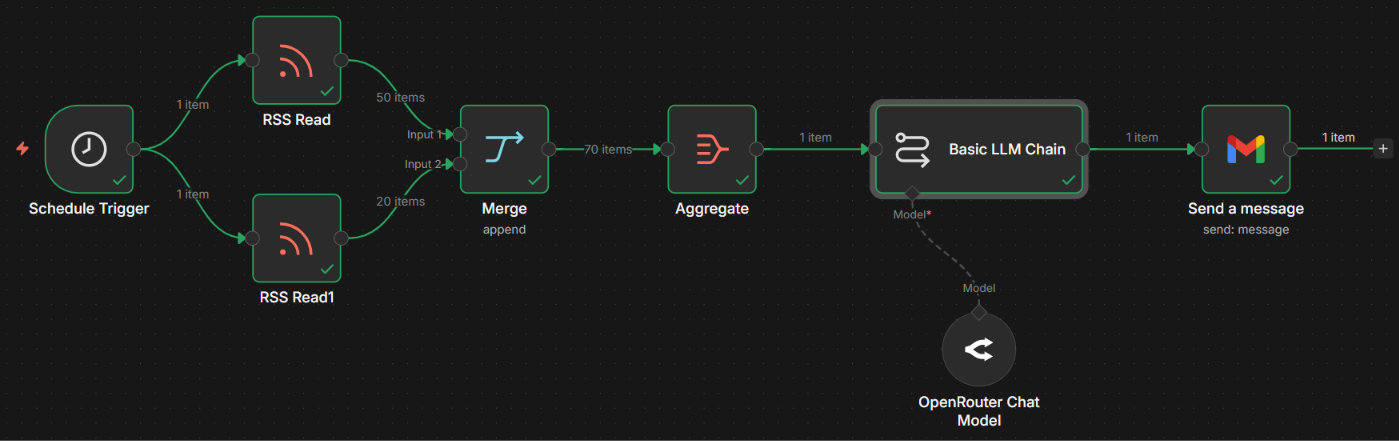 RSS Read
1 item
50 items
Schedule Trigger
1 item
RSS Read1
20 items
Input 1
Input 2
Merge
append
70 items
Aggregate
1 item
Basic LLM Chain
Model*
Model
OpenRouter Chat
Model
1 item
Send a message
send: message
1 item